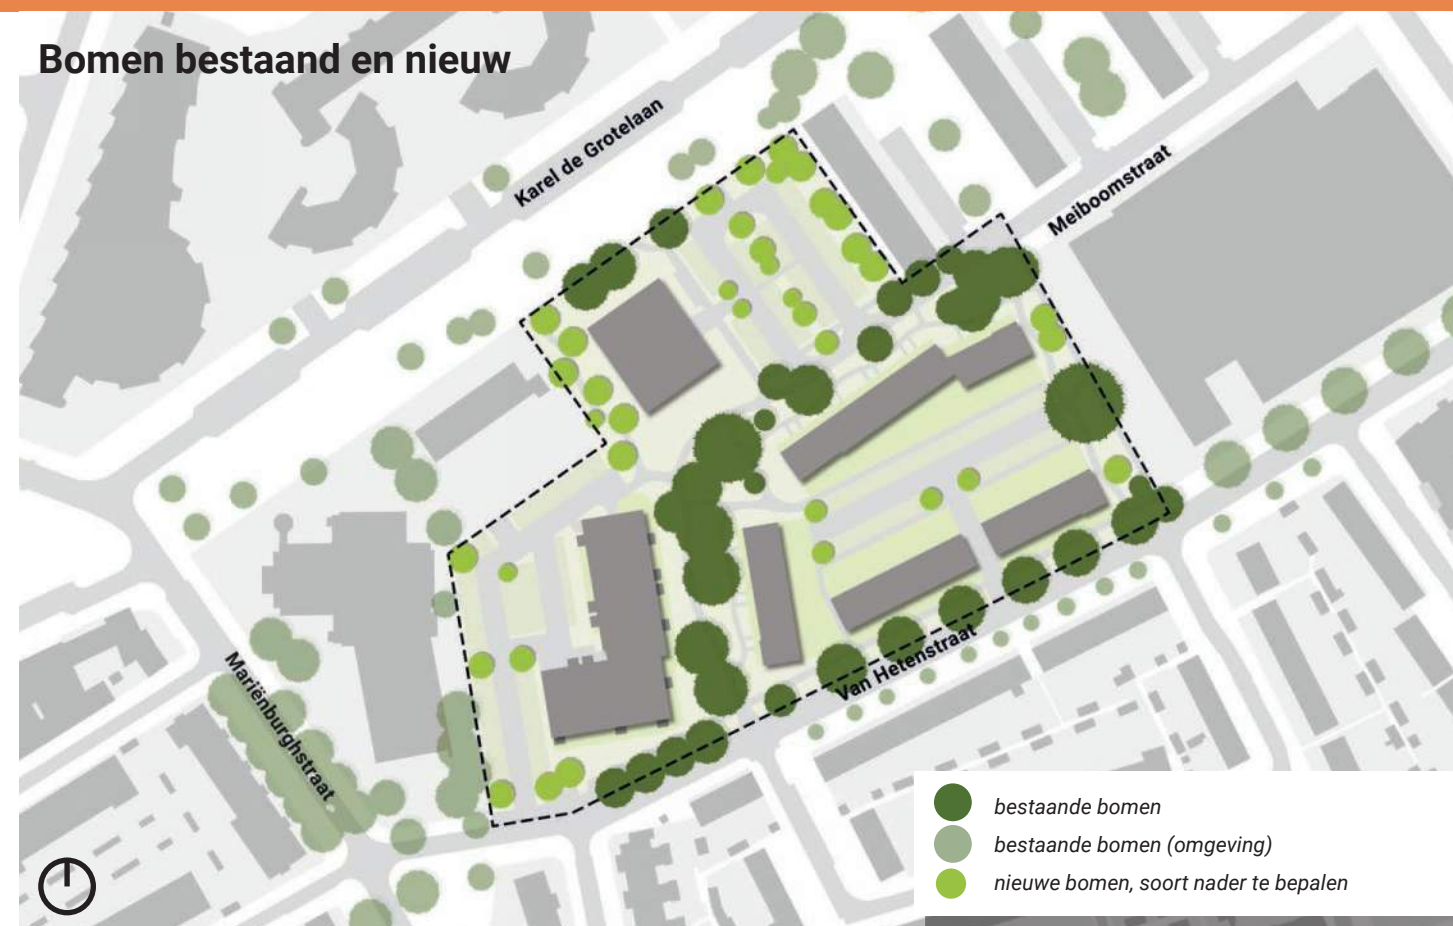 Bomen bestaand en nieuw
Karel de Grotelaan
Meiboomstraat
Mariënburghstraat
Van Hetenstraat
bestaande bomen
bestaande bomen (omgeving)
nieuwe bomen, soort nader te bepalen